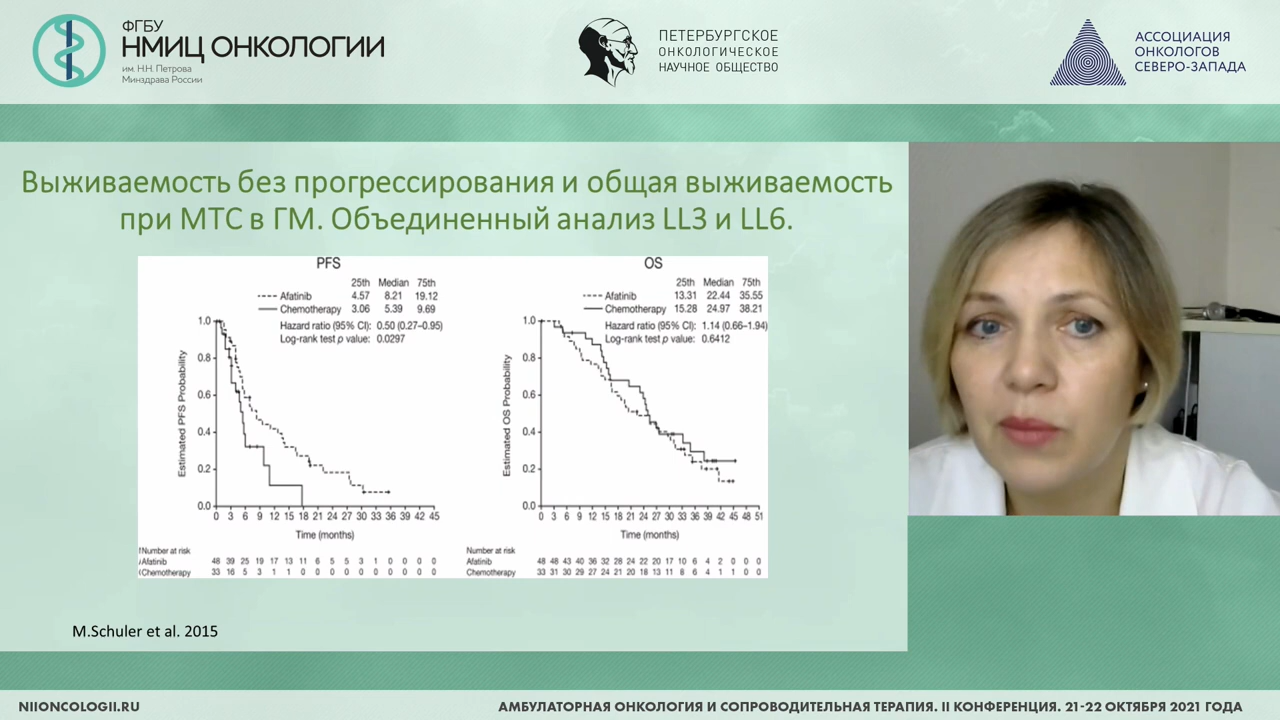 ФГБУ
НМИЦ ОНКОЛОГИИ
им. Н.Н. Петрова
Минздрава России
ПЕТЕРБУРГСКОЕ
ОНКОЛОГИЧЕСКОЕ
НАУЧНОЕ ОБЩЕСТВО
АССОЦИАЦИЯ
ОНКОЛОГОВ
СЕВЕРО-ЗАПАДА
Выживаемость без прогрессирования и общая выживаемость
при МТС в ГМ. Объединенный анализ LL3 и LL6.
PFS
25th Median 75th
Afatinib 4.57 8.21 19.12
Chemotherapy 3.06 5.39 9.69
Hazard ratio (95% CI): 0.50 (0.27–0.95)
Log-rank test p value: 0.0297
Estimated PFS Probability
1.0
0.8
0.6
0.4
0.2
0.0
0 3 6 9 12 15 18 21 24 27 30 33 36 39 42 45
Time (months)
Number at risk
Afatinib 48 39 25 19 17 13 11 6 5 5 3 1 0 0 0 0
Chemotherapy 33 16 5 3 1 1 0 0 0 0 0 0 0 0 0 0
OS
25th Median 75th
Afatinib 13.31 22.44 35.55
Chemotherapy 15.28 24.97 38.21
Hazard ratio (95% CI): 1.14 (0.66–1.94)
Log-rank test p value: 0.6412
Estimated OS Probability
1.0
0.8
0.6
0.4
0.2
0.0
0 3 6 9 12 15 18 21 24 27 30 33 36 39 42 45 48 51
Time (months)
Number at risk
Afatinib 48 48 43 40 36 32 28 24 22 20 17 10 6 4 2 0 0 0
Chemotherapy 33 31 30 29 27 24 21 20 18 13 11 8 6 4 1 1 0 0
M.Schuler et al. 2015
NIIONCOLOGII.RU
АМБУЛАТОРНАЯ ОНКОЛОГИЯ И СОПРОВОДИТЕЛЬНАЯ ТЕРАПИЯ. II КОНФЕРЕНЦИЯ. 21-22 ОКТЯБРЯ 2021 ГОДА